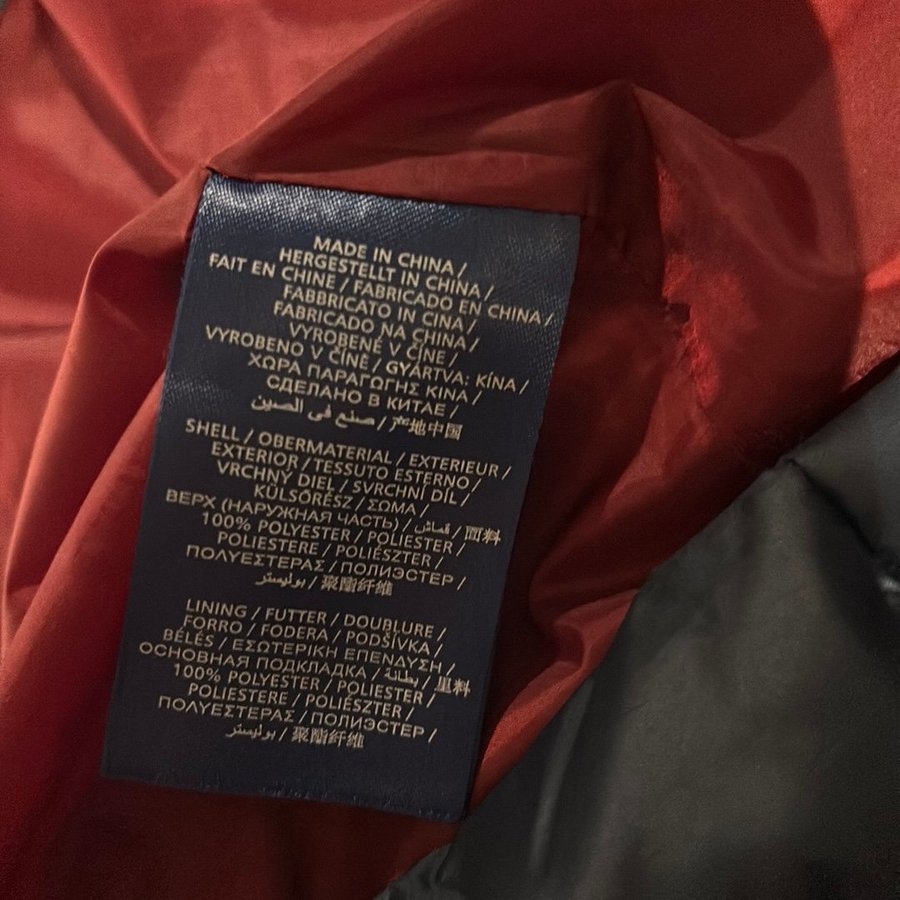 MADE IN CHINA /
HERGESTELLT IN CHINA /
FAIT EN CHINE / FABRICADO EN CHINA /
FABBRICATO IN CINA /
FABRICADO NA CHINA /
VYROBENÉ V ČÍNE /
VYROBENO V ČÍNĚ / GYÁRTVA: KÍNA /
ΧΩΡΑ ΠΑΡΑΓΩΓΗΣ ΚΙΝΑ /
СДЕЛАНО В КИТАЕ /
صنع في الصين / 产地中国
SHELL / OBERMATERIAL / EXTERIEUR /
EXTERIOR / TESSUTO ESTERNO /
VRCHNY DIEL / SVRCHNÍ DÍL /
KÜLSŐRÉSZ / ΣΩΜΑ /
ВЕРХ (НАРУЖНАЯ ЧАСТЬ) / قماش / 面料
100% POLYESTER / POLIESTER /
POLIESTERE / POLIÉSZTER /
ΠΟΛΥΕΣΤΕΡΑΣ / ПОЛИЭСТЕР /
بوليستر / 聚酯纤维
LINING / FUTTER / DOUBLURE /
FORRO / FODERA / PODŠÍVKA /
BÉLÉS / ΕΣΩΤΕΡΙΚΗ ΕΠΕΝΔΥΣΗ /
ОСНОВНАЯ ПОДКЛАДКА / بطانة / 里料
100% POLYESTER / POLIESTER /
POLIESTERE / POLIÉSZTER /
ΠΟΛΥΕΣΤΕΡΑΣ / ПОЛИЭСТЕР /
بوليستر / 聚酯纤维